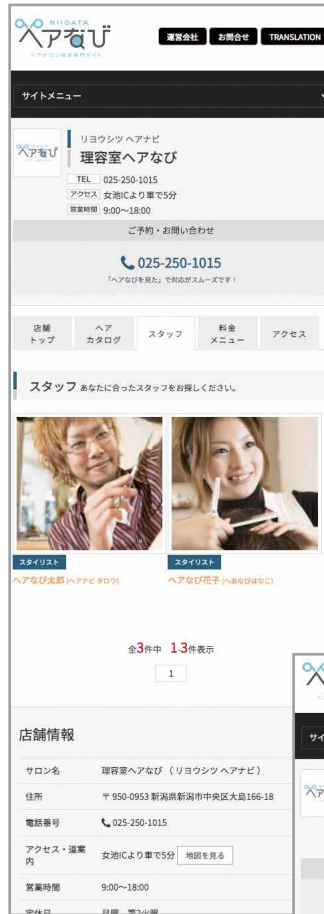 NIIGATA
ヘアなび
ヘアサロン検索専門サイト
運営会社 お問合せ TRANSLATION
サイトメニュー
ヘアなび
リヨウシツ ヘアナビ
理容室ヘアなび
TEL 025-250-1015
アクセス 女池ICより車で5分
営業時間 9:00〜18:00
ご予約・お問い合わせ
025-250-1015
「ヘアなびを見た」で対応がスムーズです！
店舗トップ ヘアカタログ スタッフ 料金メニュー アクセス
スタッフ あなたに合ったスタッフをお探しください。
スタイリスト スタイリスト
ヘアなび太郎 (ヘアナビ タロウ) ヘアなび花子 (へあなびはなこ)
全3件中 1-3件表示
1
店舗情報
サロン名 理容室ヘアなび （ リヨウシツ ヘアナビ ）
住所 〒 950-0953 新潟県新潟市中央区大島166-18
電話番号 025-250-1015
アクセス・道案内 女池ICより車で5分 地図を見る
営業時間 9:00〜18:00
定休日 月曜、第2火曜